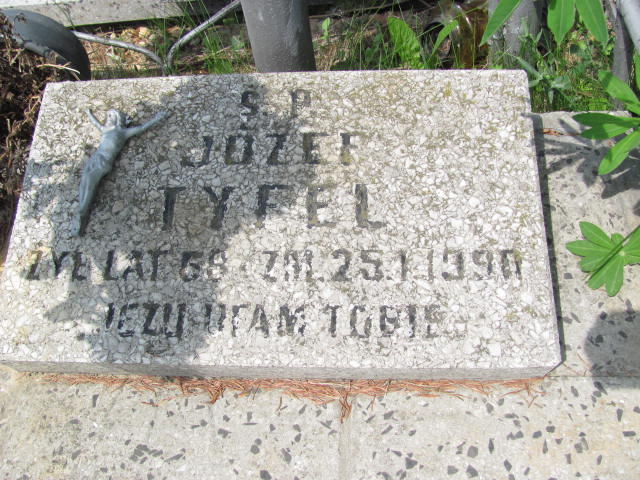 Ś P
JÓZEF
TYFEL
ŻYŁ LAT 68 ZM. 25.1.1990
JEZU UFAM TOBIE